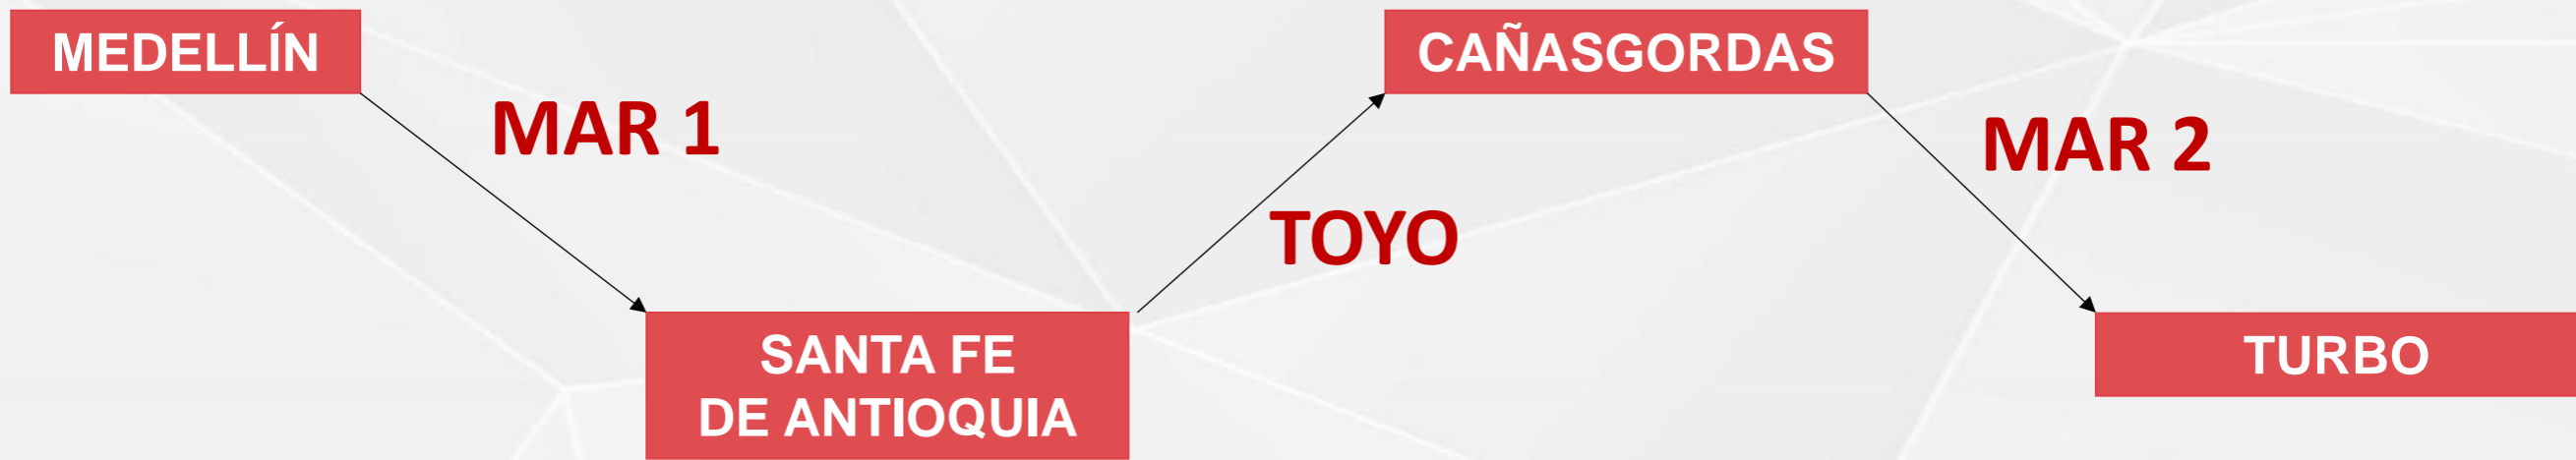 MEDELLÍN
MAR 1
SANTA FE
DE ANTIOQUIA
TOYO
CAÑASGORDAS
MAR 2
TURBO